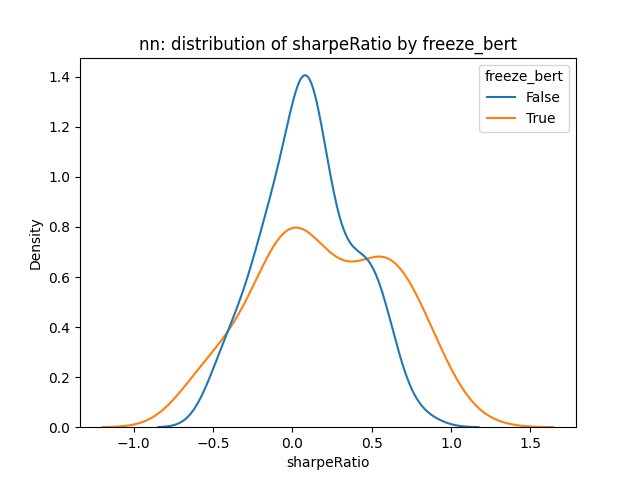 nn: distribution of sharpeRatio by freeze_bert
freeze_bert
False
True
Density
1.4
1.2
1.0
0.8
0.6
0.4
0.2
0.0
−1.0 −0.5 0.0 0.5 1.0 1.5
sharpeRatio